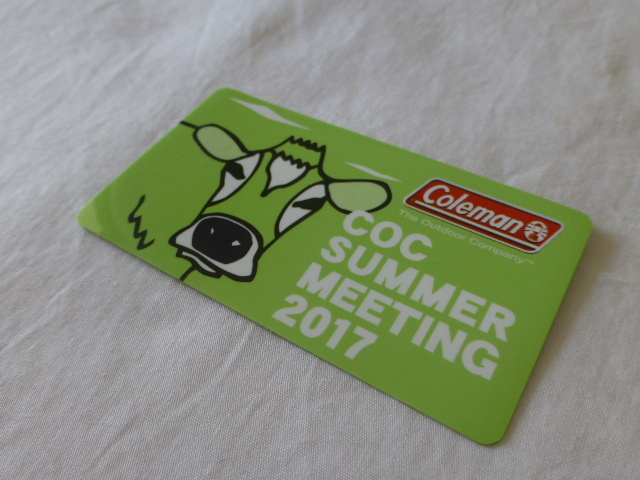 Coleman
The Outdoor Company™
COC
SUMMER
MEETING
2017